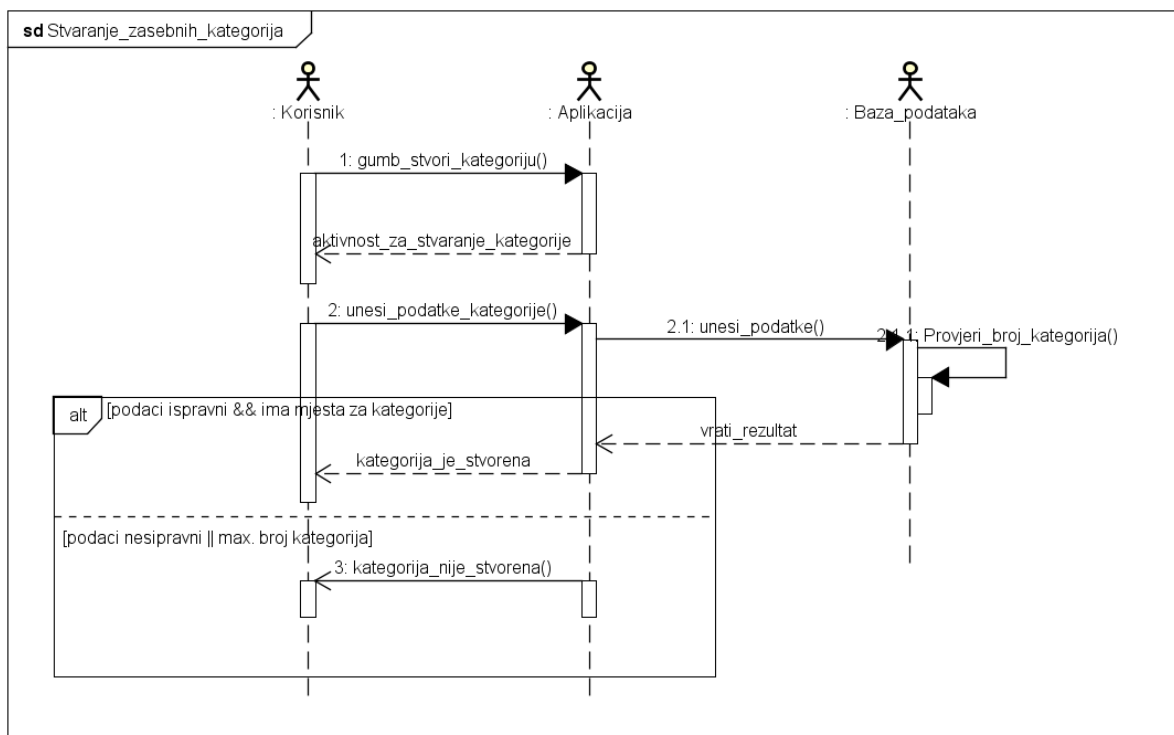 sd Stvaranje_zasebnih_kategorija
: Korisnik
: Aplikacija
: Baza_podataka
1: gumb_stvori_kategoriju()
aktivnost_za_stvaranje_kategorije
2: unesi_podatke_kategorije()
2.1: unesi_podatke()
2.1.1: Provjeri_broj_kategorija()
alt
[podaci ispravni && ima mjesta za kategorije]
vrati_rezultat
kategorija_je_stvorena
[podaci nesipravni || max. broj kategorija]
3: kategorija_nije_stvorena()